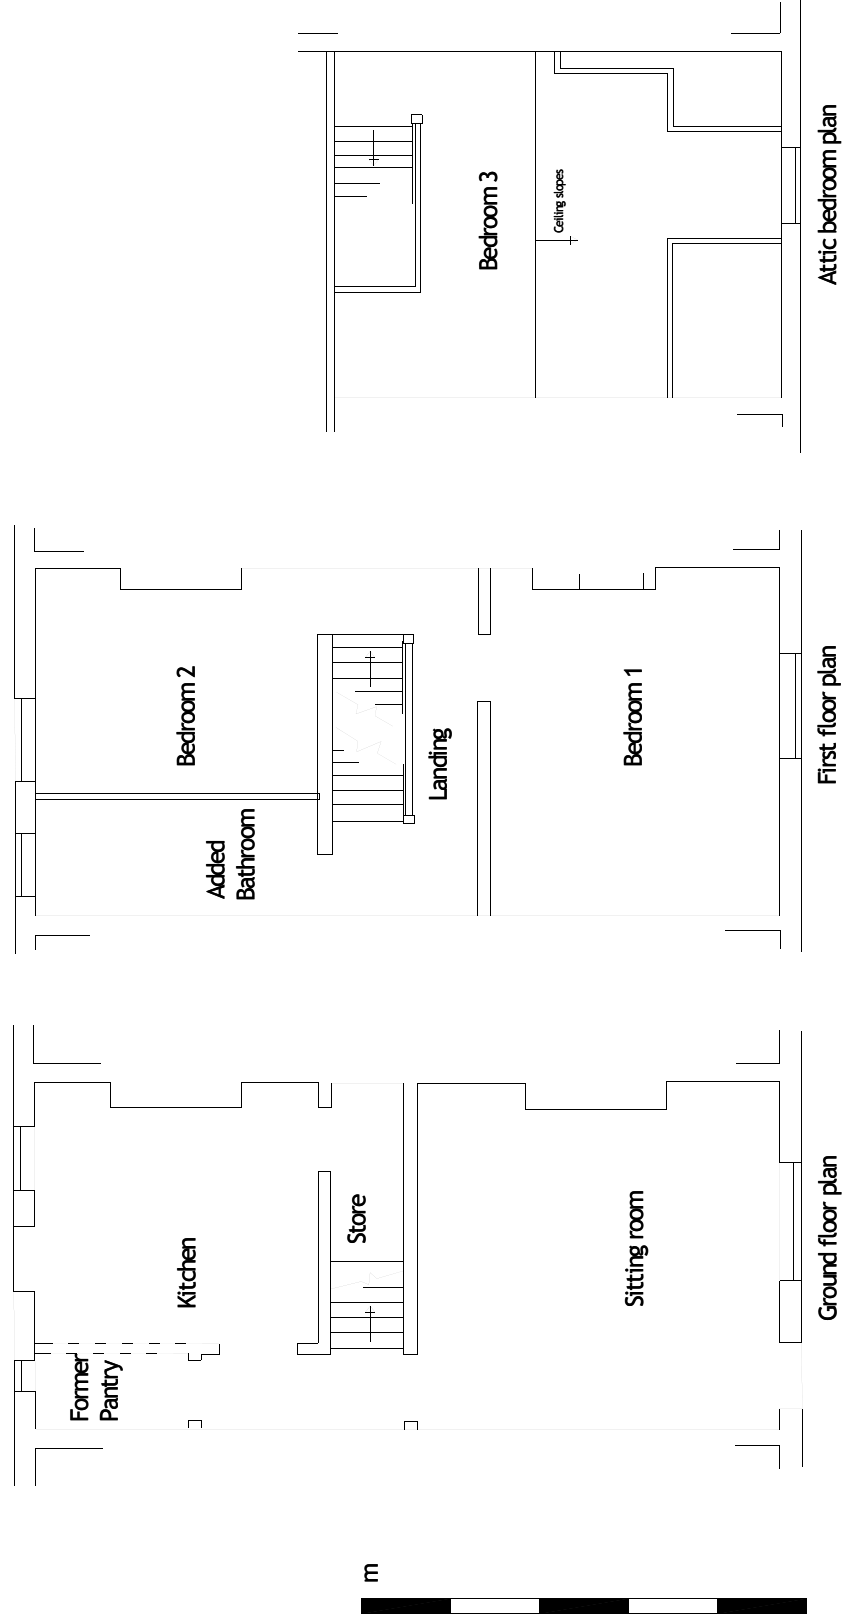 m
Ground floor plan
Former
Pantry
Kitchen
Store
Sitting room
First floor plan
Added
Bathroom
Bedroom 2
Landing
Bedroom 1
Attic bedroom plan
Bedroom 3
Ceiling slopes